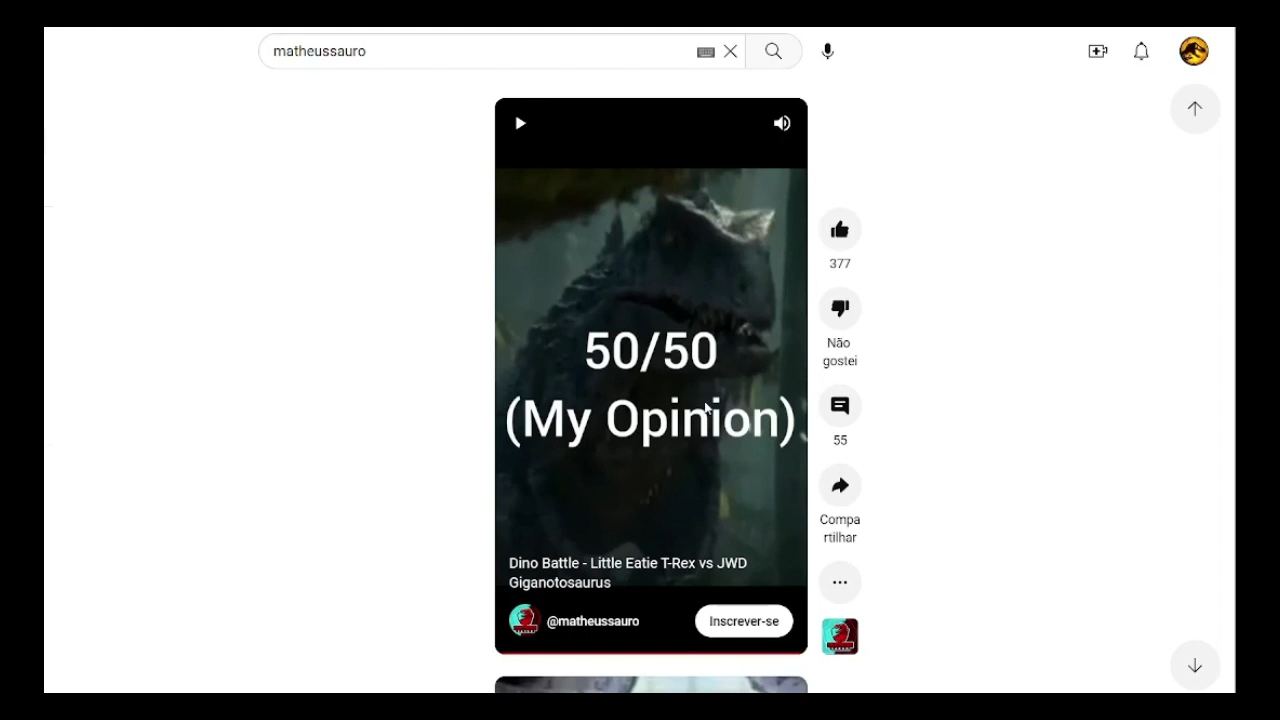 matheussauro
50/50
(My Opinion)
377
Não
gostei
55
Compa
rtilhar
Dino Battle - Little Eatie T-Rex vs JWD
Giganotosaurus
@matheussauro
Inscrever-se